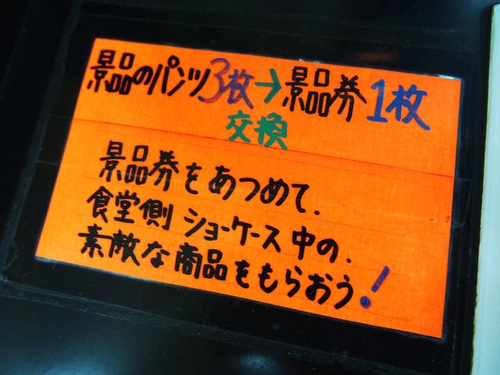 景品のパンツ3枚→景品券1枚
交換
景品券をあつめて、
食堂側 ショーケース中の、
素敵な商品をもらおう!